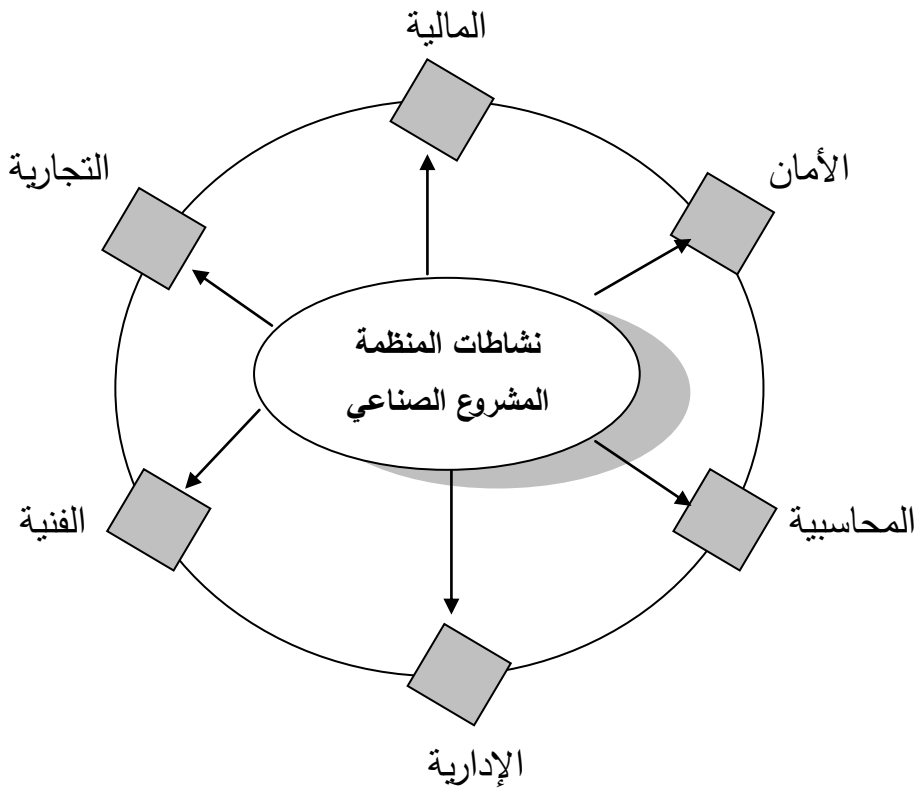 المالية
الأمان
التجارية
نشاطات المنظمة
المشروع الصناعي
المحاسبية
الفنية
الإدارية